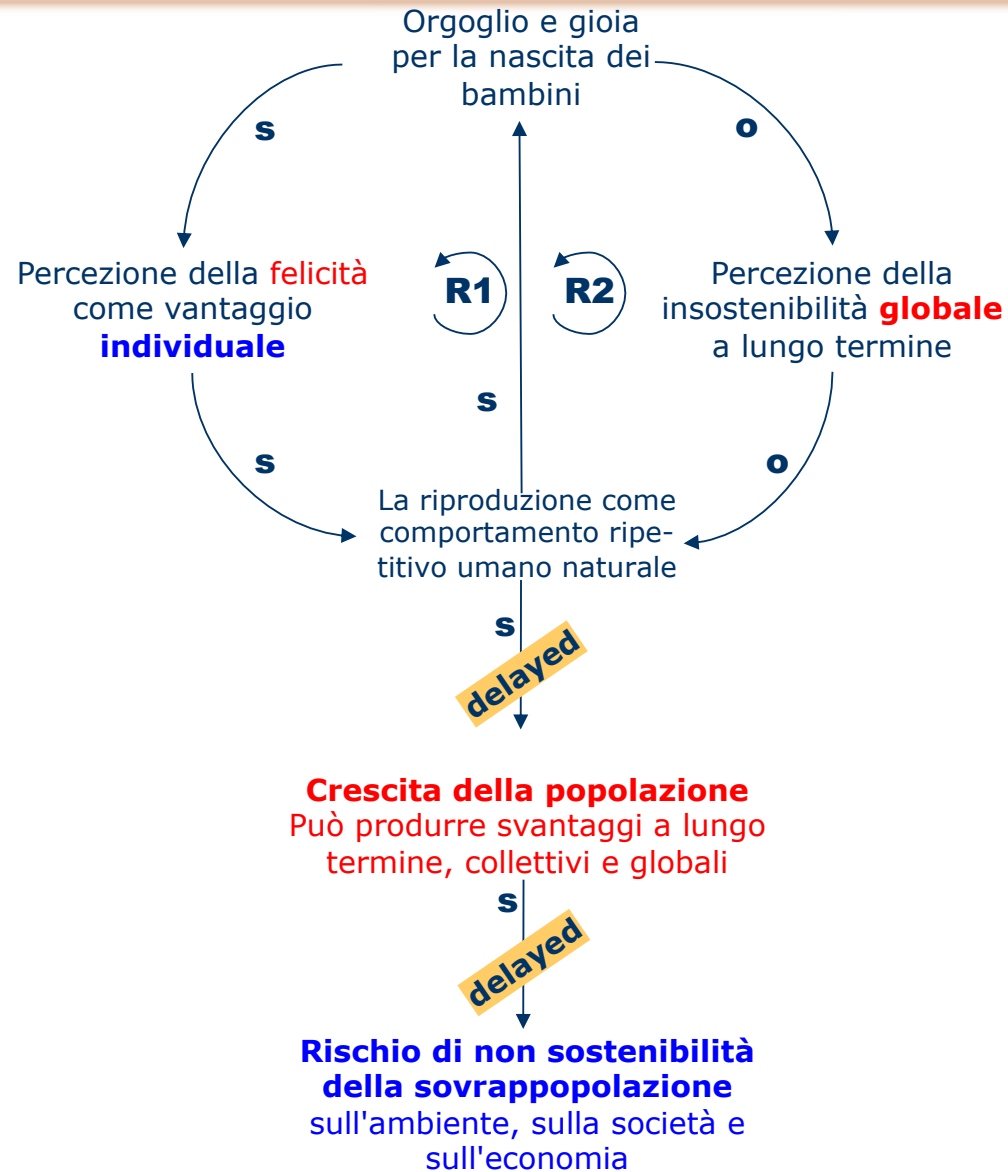 Orgoglio e gioia
per la nascita dei
bambini
s
o
Percezione della felicità
come vantaggio
individuale
R1
R2
Percezione della
insostenibilità globale
a lungo termine
s
s
o
La riproduzione come
comportamento ripe-
titivo umano naturale
s
delayed
Crescita della popolazione
Può produrre svantaggi a lungo
termine, collettivi e globali
s
delayed
Rischio di non sostenibilità
della sovrappopolazione
sull'ambiente, sulla società e
sull'economia